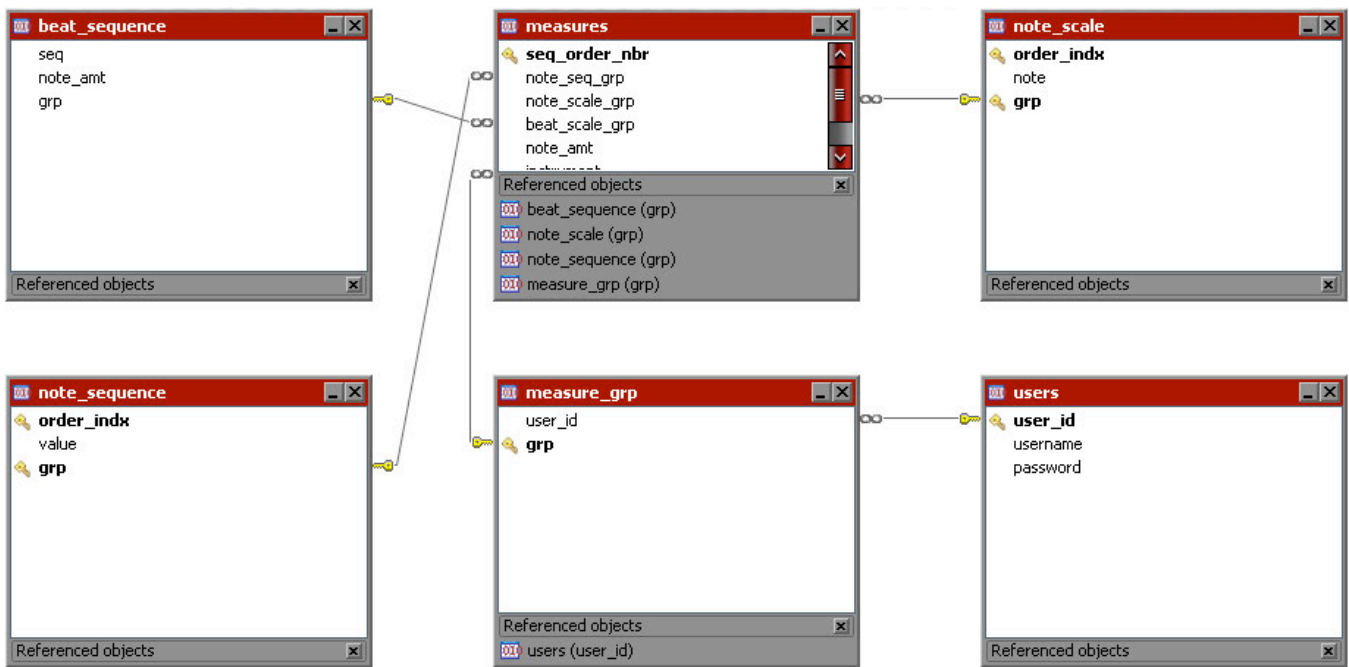 beat_sequence
seq
note_amt
grp
Referenced objects
measures
seq_order_nbr
note_seq_grp
note_scale_grp
beat_scale_grp
note_amt
Referenced objects
beat_sequence (grp)
note_scale (grp)
note_sequence (grp)
measure_grp (grp)
note_scale
order_indx
note
grp
Referenced objects
note_sequence
order_indx
value
grp
Referenced objects
measure_grp
user_id
grp
Referenced objects
users (user_id)
users
user_id
username
password
Referenced objects